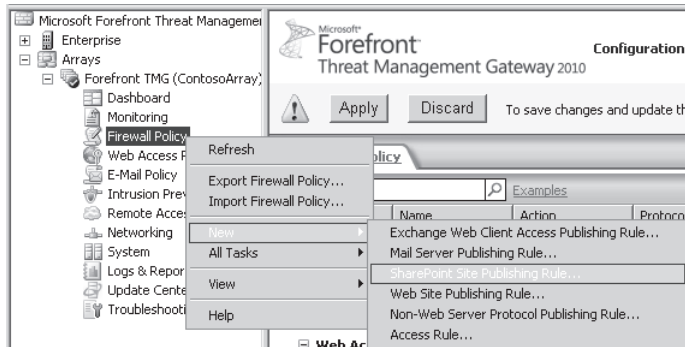 Microsoft Forefront Threat Managemer
Enterprise
Arrays
Forefront TMG (ContosoArray)
Dashboard
Monitoring
Firewall Policy
Web Access P
E-Mail Policy
Intrusion Prev
Remote Acces
Networking
System
Logs & Repor
Update Cente
Troubleshooti
Microsoft
Forefront
Threat Management Gateway 2010
Configuration
Apply
Discard
To save changes and update th
olicy
Examples
Name
Action
Protoco
Refresh
Export Firewall Policy...
Import Firewall Policy...
New
All Tasks
View
Help
Exchange Web Client Access Publishing Rule...
Mail Server Publishing Rule...
SharePoint Site Publishing Rule...
Web Site Publishing Rule...
Non-Web Server Protocol Publishing Rule...
Access Rule...
Web Ac